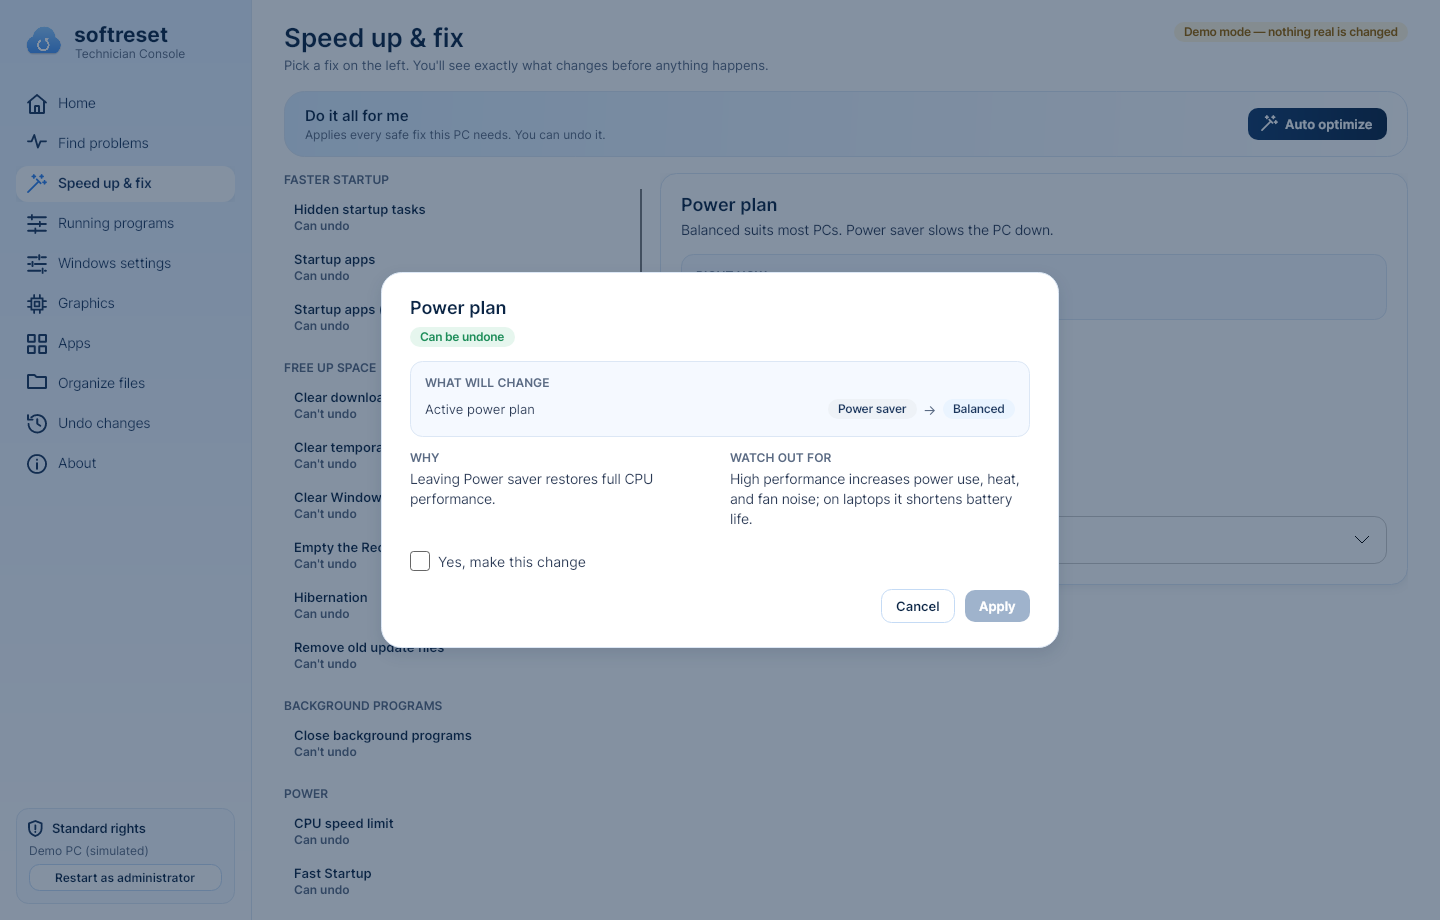 softreset
Technician Console
Home
Find problems
Speed up & fix
Running programs
Windows settings
Graphics
Apps
Organize files
Undo changes
About
Standard rights
Demo PC (simulated)
Restart as administrator
Speed up & fix
Pick a fix on the left. You'll see exactly what changes before anything happens.
Demo mode — nothing real is changed
Do it all for me
Applies every safe fix this PC needs. You can undo it.
Auto optimize
FASTER STARTUP
Hidden startup tasks
Can undo
Startup apps
Can undo
Startup apps
Can undo
FREE UP SPACE
Clear
Can't undo
Clear
Can't undo
Clear
Can't undo
Empty the
Can't undo
Hibernation
Can undo
Remove old update files
Can't undo
BACKGROUND PROGRAMS
Close background programs
Can't undo
POWER
CPU speed limit
Can undo
Fast Startup
Can undo
Power plan
Balanced suits most PCs. Power saver slows the PC down.
Power plan
Can be undone
WHAT WILL CHANGE
Active power plan
Power saver → Balanced
WHY
Leaving Power saver restores full CPU
performance.
WATCH OUT FOR
High performance increases power use, heat,
and fan noise; on laptops it shortens battery
life.
Yes, make this change
Cancel
Apply